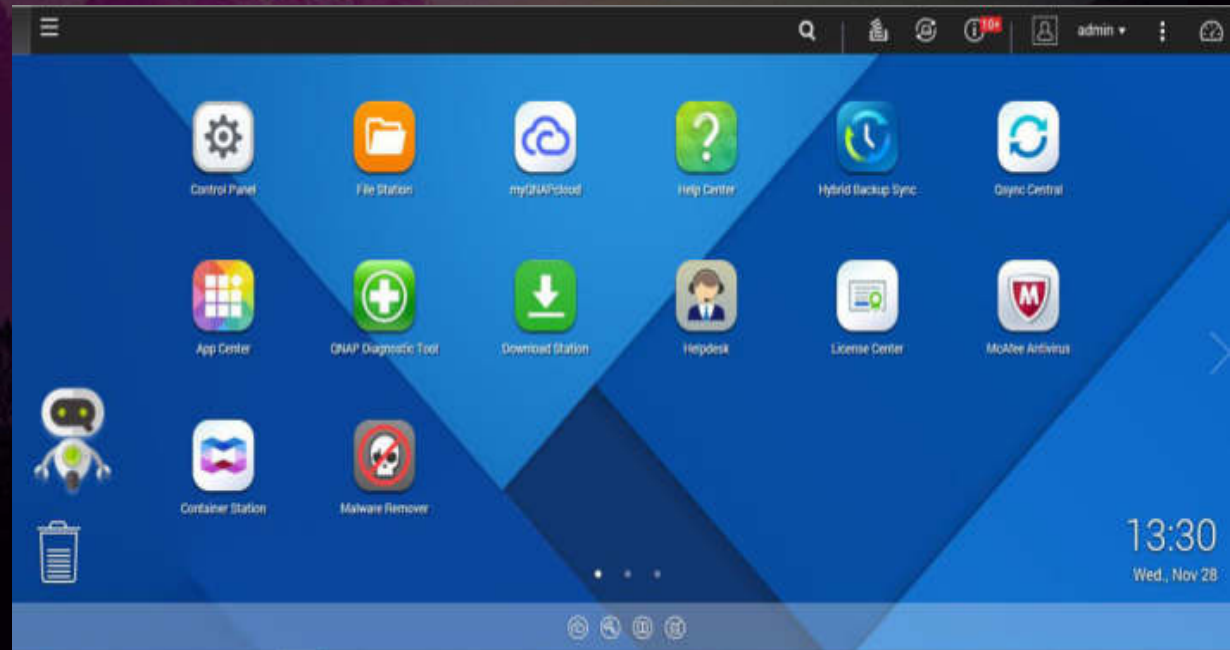 10+
admin
Control Panel
File Station
myQNAPcloud
Help Center
Hybrid Backup Sync
Qsync Central
App Center
QNAP Diagnostic Tool
Download Station
Helpdesk
License Center
McAfee Antivirus
Container Station
Malware Remover
13:30
Wed., Nov 28